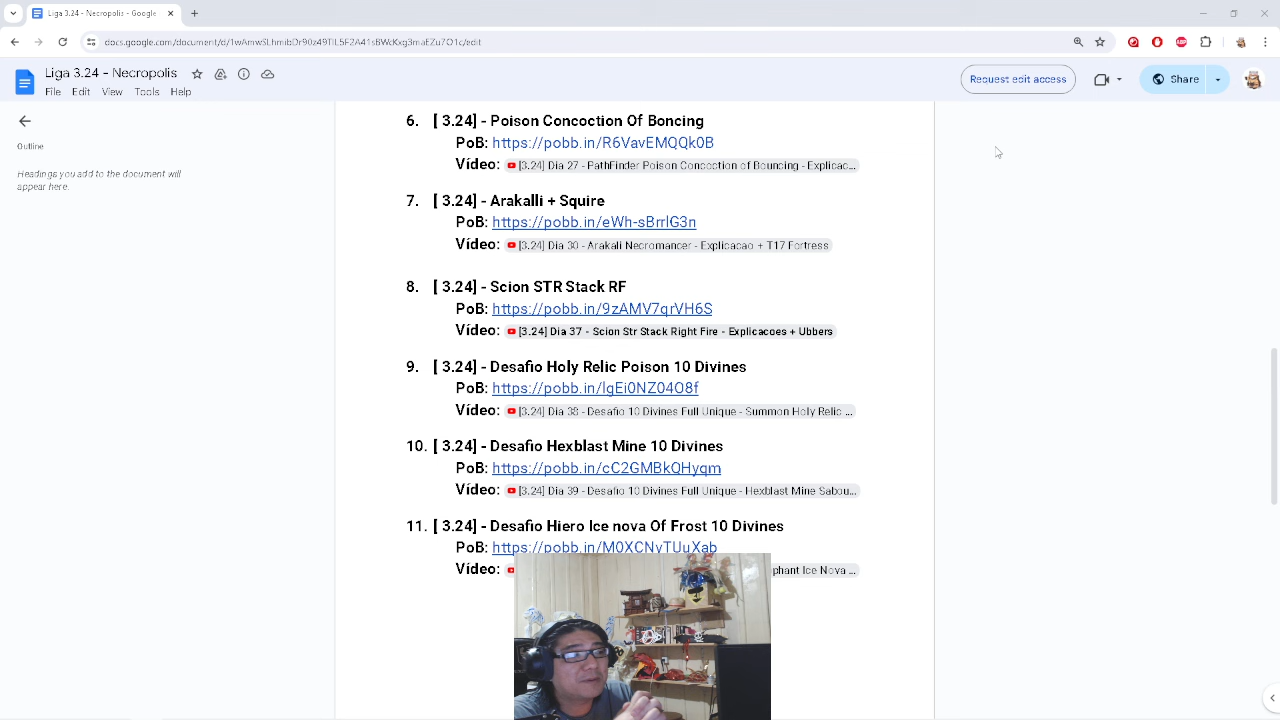 Liga 3.24 - Necropolis - Google
docs.google.com/document/d/1wAmwSLhmibDr90z49TlL5F2A41sBWcKxg3maEZu7O1c/edit
Liga 3.24 - Necropolis
File Edit View Tools Help
Request edit access
Share
Outline
Headings you add to the document will
appear here.
6. [ 3.24] - Poison Concoction Of Boncing
PoB: https://pobb.in/R6VavEMQQk0B
Vídeo: [3.24] Dia 27 - PathFinder Poison Concoction of Bouncing - Explicac...
7. [ 3.24] - Arakalli + Squire
PoB: https://pobb.in/eWh-sBrrlG3n
Vídeo: [3.24] Dia 30 - Arakali Necromancer - Explicacao + T17 Fortress
8. [ 3.24] - Scion STR Stack RF
PoB: https://pobb.in/9zAMV7qrVH6S
Vídeo: [3.24] Dia 37 - Scion Str Stack Right Fire - Explicacoes + Ubbers
9. [ 3.24] - Desafio Holy Relic Poison 10 Divines
PoB: https://pobb.in/lgEi0NZ04O8f
Vídeo: [3.24] Dia 38 - Desafio 10 Divines Full Unique - Summon Holy Relic ...
10. [ 3.24] - Desafio Hexblast Mine 10 Divines
PoB: https://pobb.in/cC2GMBkQHyqm
Vídeo: [3.24] Dia 39 - Desafio 10 Divines Full Unique - Hexblast Mine Sabou...
11. [ 3.24] - Desafio Hiero Ice nova Of Frost 10 Divines
PoB: https://pobb.in/M0XCNyTUuXab
Vídeo: phant Ice Nova ...